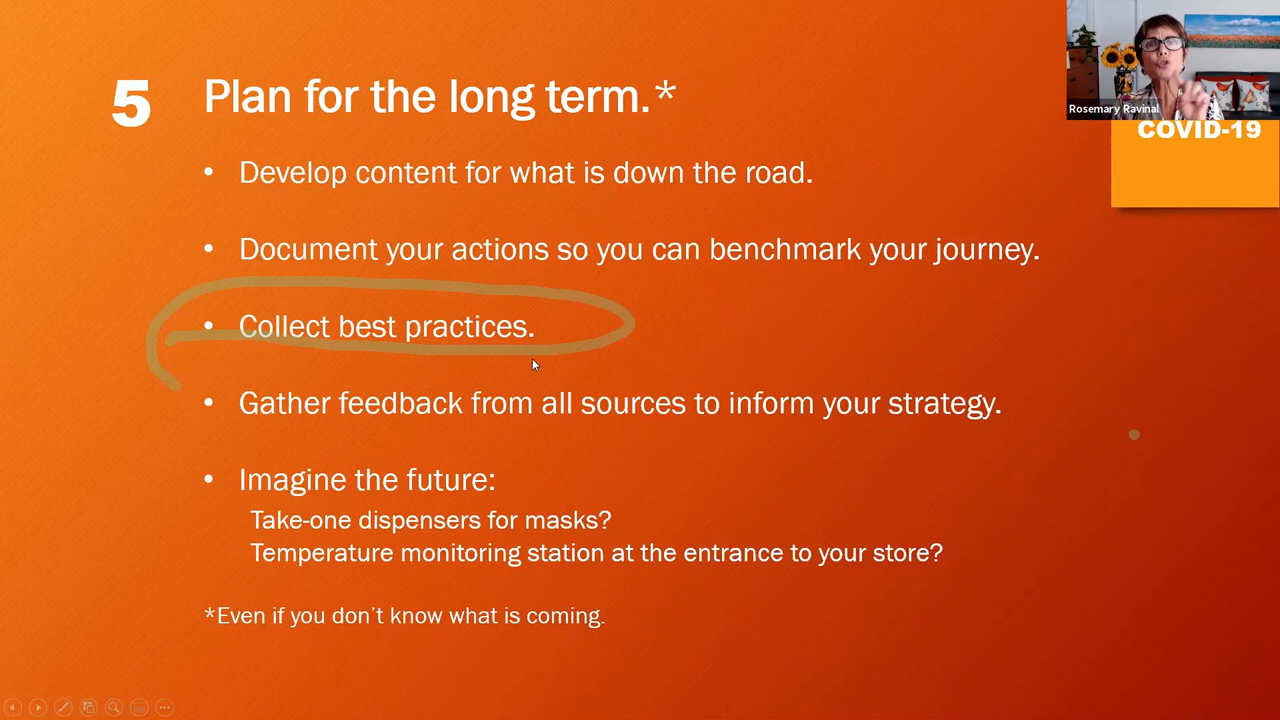 Rosemary Ravinal
COVID-19
5 Plan for the long term.*
• Develop content for what is down the road.
• Document your actions so you can benchmark your journey.
• Collect best practices.
• Gather feedback from all sources to inform your strategy.
• Imagine the future:
Take-one dispensers for masks?
Temperature monitoring station at the entrance to your store?
*Even if you don’t know what is coming.